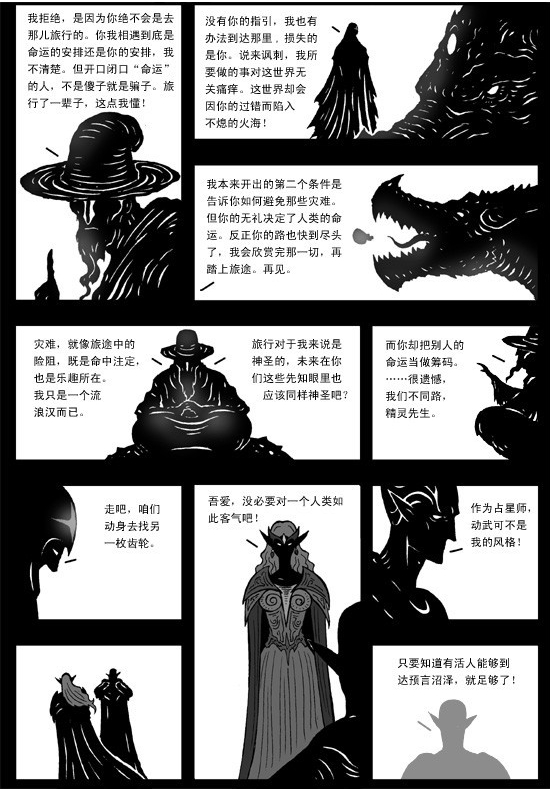 我拒绝，是因为你绝不会是去
那儿旅行的。你我相遇到底是
命运的安排还是你的安排，我
不清楚。但开口闭口“命运”
的人，不是傻子就是骗子。旅
行了一辈子，这点我懂！
没有你的指引，我也有
办法到达那里﹐损失的
是你。说来讽刺，我所
要做的事对这世界无
关痛痒。这世界却会
因你的过错而陷入
不熄的火海！
我本来开出的第二个条件是
告诉你如何避免那些灾难。
但你的无礼决定了人类的命
运。反正你的路也快到尽头
了，我会欣赏完那一切，再
踏上旅途。再见。
灾难，就像旅途中的
险阻，既是命中注定，
也是乐趣所在。
我只是一个流
浪汉而已。
旅行对于我来说是
神圣的，未来在你
们这些先知眼里也
应该同样神圣吧？
而你却把别人的
命运当做筹码。
……很遗憾，
我们不同路，
精灵先生。
走吧，咱们
动身去找另
一枚齿轮。
吾爱，没必要对一个人类如
此客气吧！
作为占星师，
动武可不是
我的风格！
只要知道有活人能够到
达预言沼泽，就足够了！